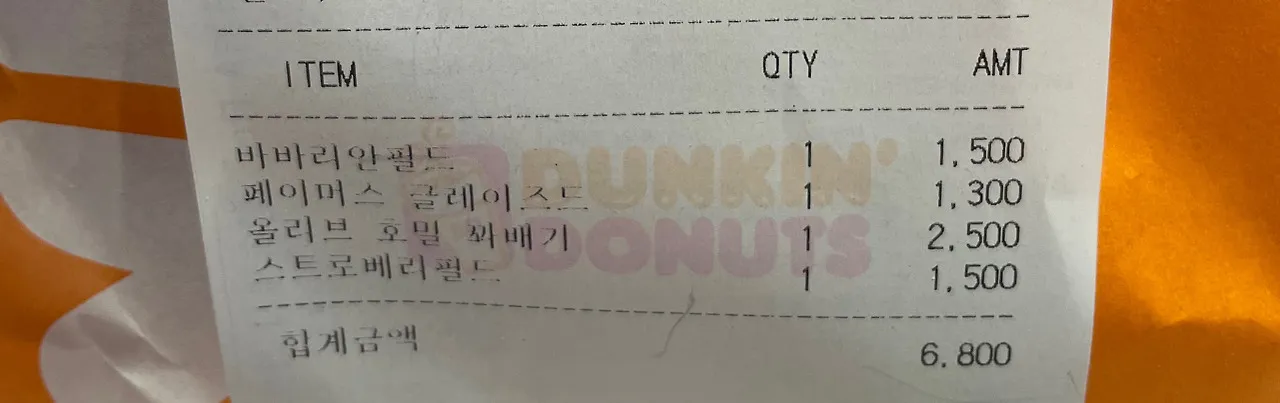 ITEM QTY AMT
바바리안필드 1 1,500
페이머스 글레이즈드 1 1,300
올리브 호밀 꽈배기 1 2,500
스트로베리필드 1 1,500
합계금액 6,800
DUNKIN'
DONUTS